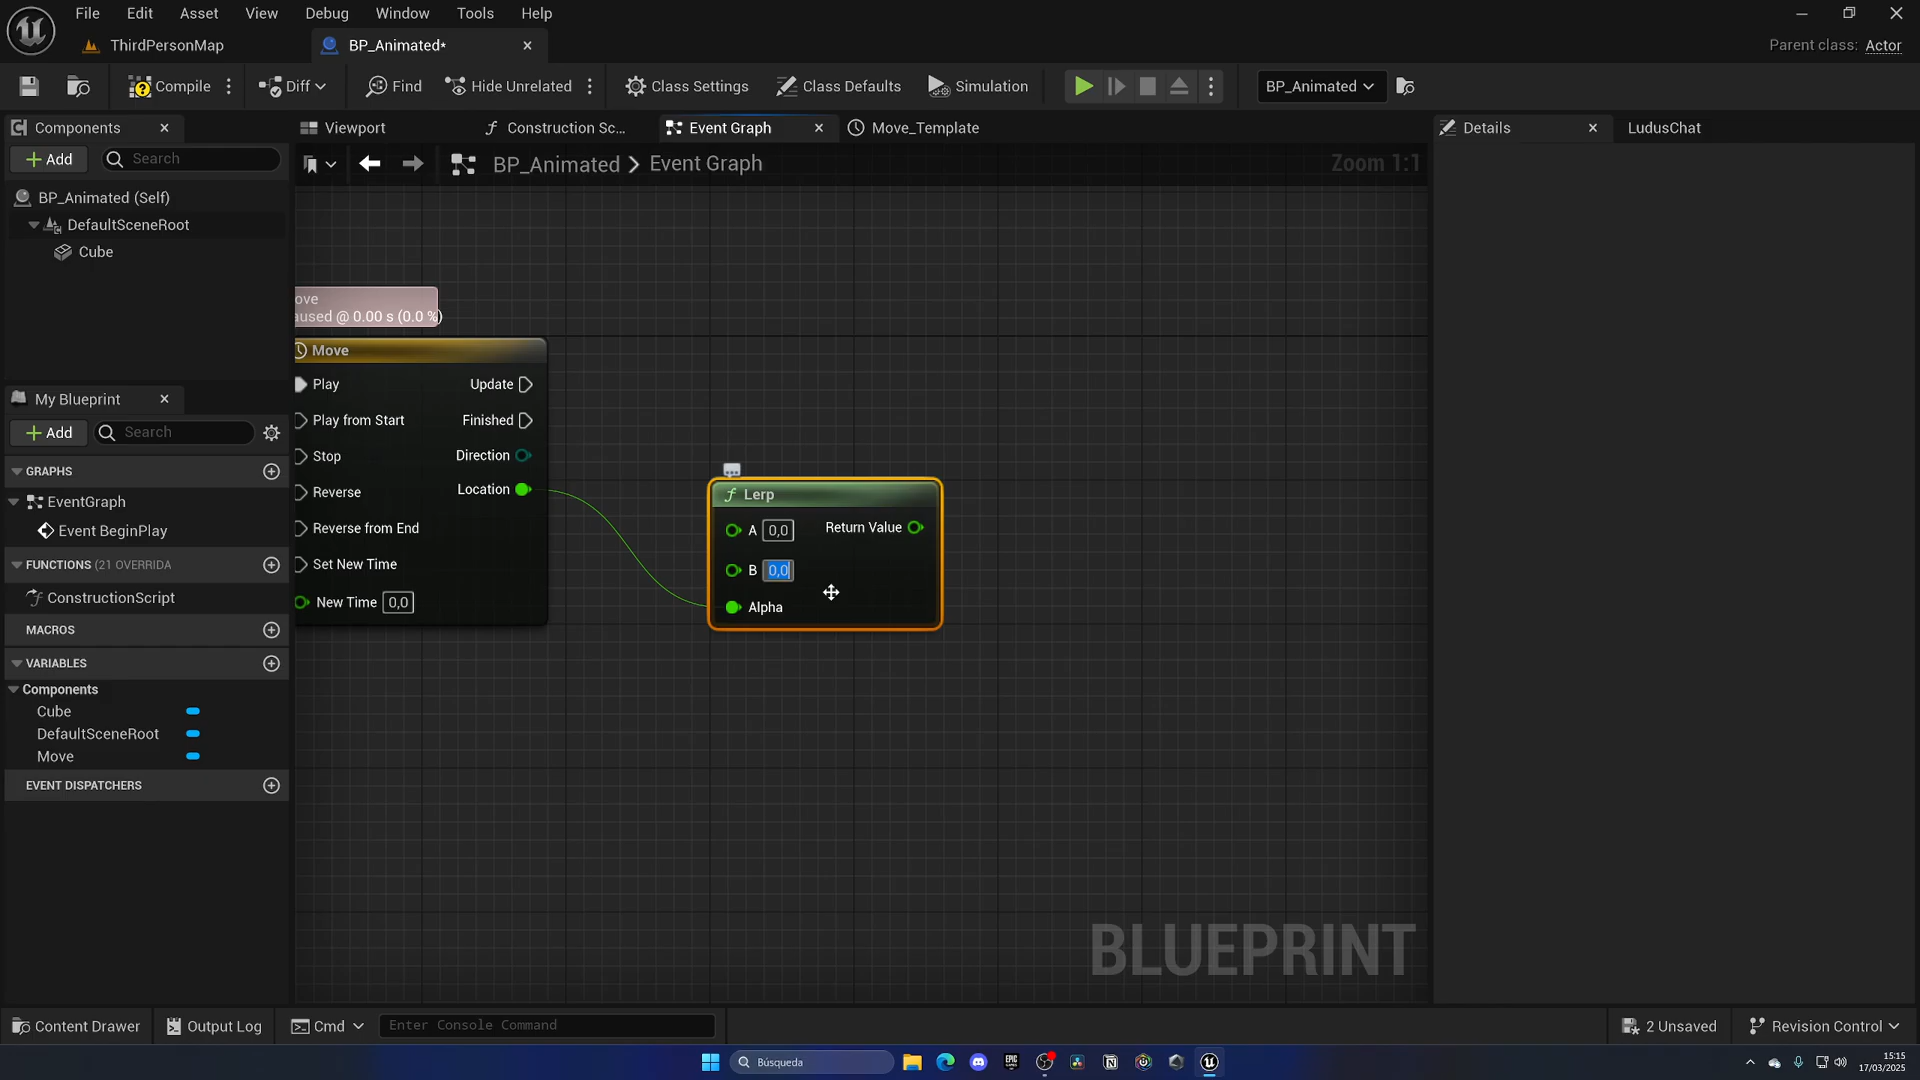 File Edit Asset View Debug Window Tools Help
ThirdPersonMap
BP_Animated*
Parent class: Actor
Compile
Diff
Find
Hide Unrelated
Class Settings
Class Defaults
Simulation
BP_Animated
Components
Viewport
Construction Sc...
Event Graph
Move_Template
Details
LudusChat
+ Add
Search
BP_Animated > Event Graph
Zoom 1:1
BP_Animated (Self)
DefaultSceneRoot
Cube
ove
aused @ 0.00 s (0.0 %)
Move
Play
Update
Play from Start
Finished
Stop
Direction
Reverse
Location
Reverse from End
Set New Time
New Time 0,0
Lerp
A 0,0
Return Value
B 0,0
Alpha
My Blueprint
+ Add
Search
GRAPHS
EventGraph
Event BeginPlay
FUNCTIONS (21 OVERRIDA
ConstructionScript
MACROS
VARIABLES
Components
Cube
DefaultSceneRoot
Move
EVENT DISPATCHERS
BLUEPRINT
Content Drawer
Output Log
Cmd
Enter Console Command
2 Unsaved
Revision Control
Búsqueda
EPIC
15:15
17/03/2025